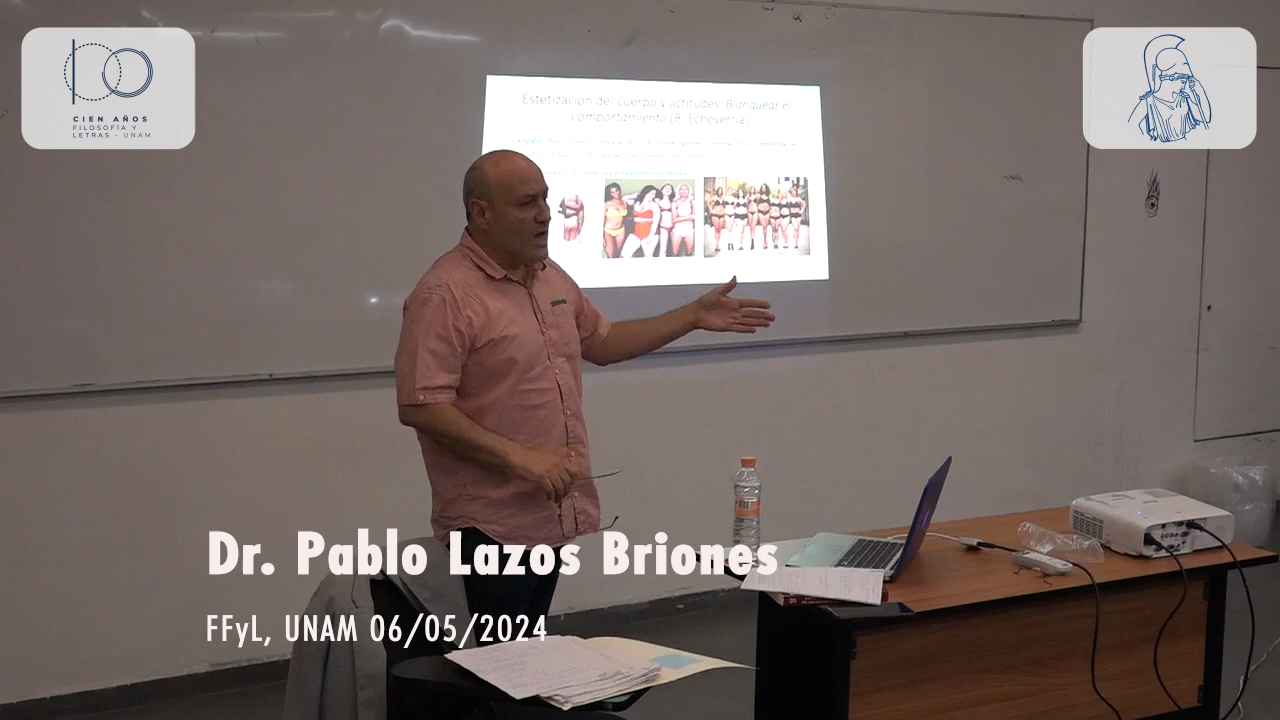 CIEN AÑOS
FILOSOFÍA Y
LETRAS - UNAM
Estetización del cuerpo y actitudes. Blanquear el
comportamiento (B. Echeverría)
Dr. Pablo Lazos Briones
FFyL, UNAM 06/05/2024